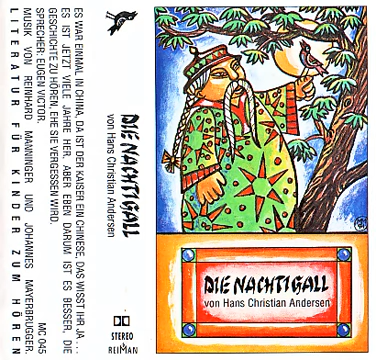 ES WAR EINMAL IN CHINA, DA IST DER KAISER EIN CHINESE, DAS WISST IHR JA . . .
ES IST JETZT VIELE JAHRE HER, ABER EBEN DARUM IST ES BESSER, DIE
GESCHICHTE ZU HÖREN, EHE SIE VERGESSEN WIRD.
SPRECHER: EUGEN VICTOR.
MUSIK VON REINHARD MANNINGER UND JOHANNES MAYERBRUGGER.
LITERATUR FÜR KINDER ZUM HÖREN
MC 045
DIE NACHTIGALL
von Hans Christian Andersen
STEREO
REIMAN
DIE NACHTIGALL
von Hans Christian Andersen